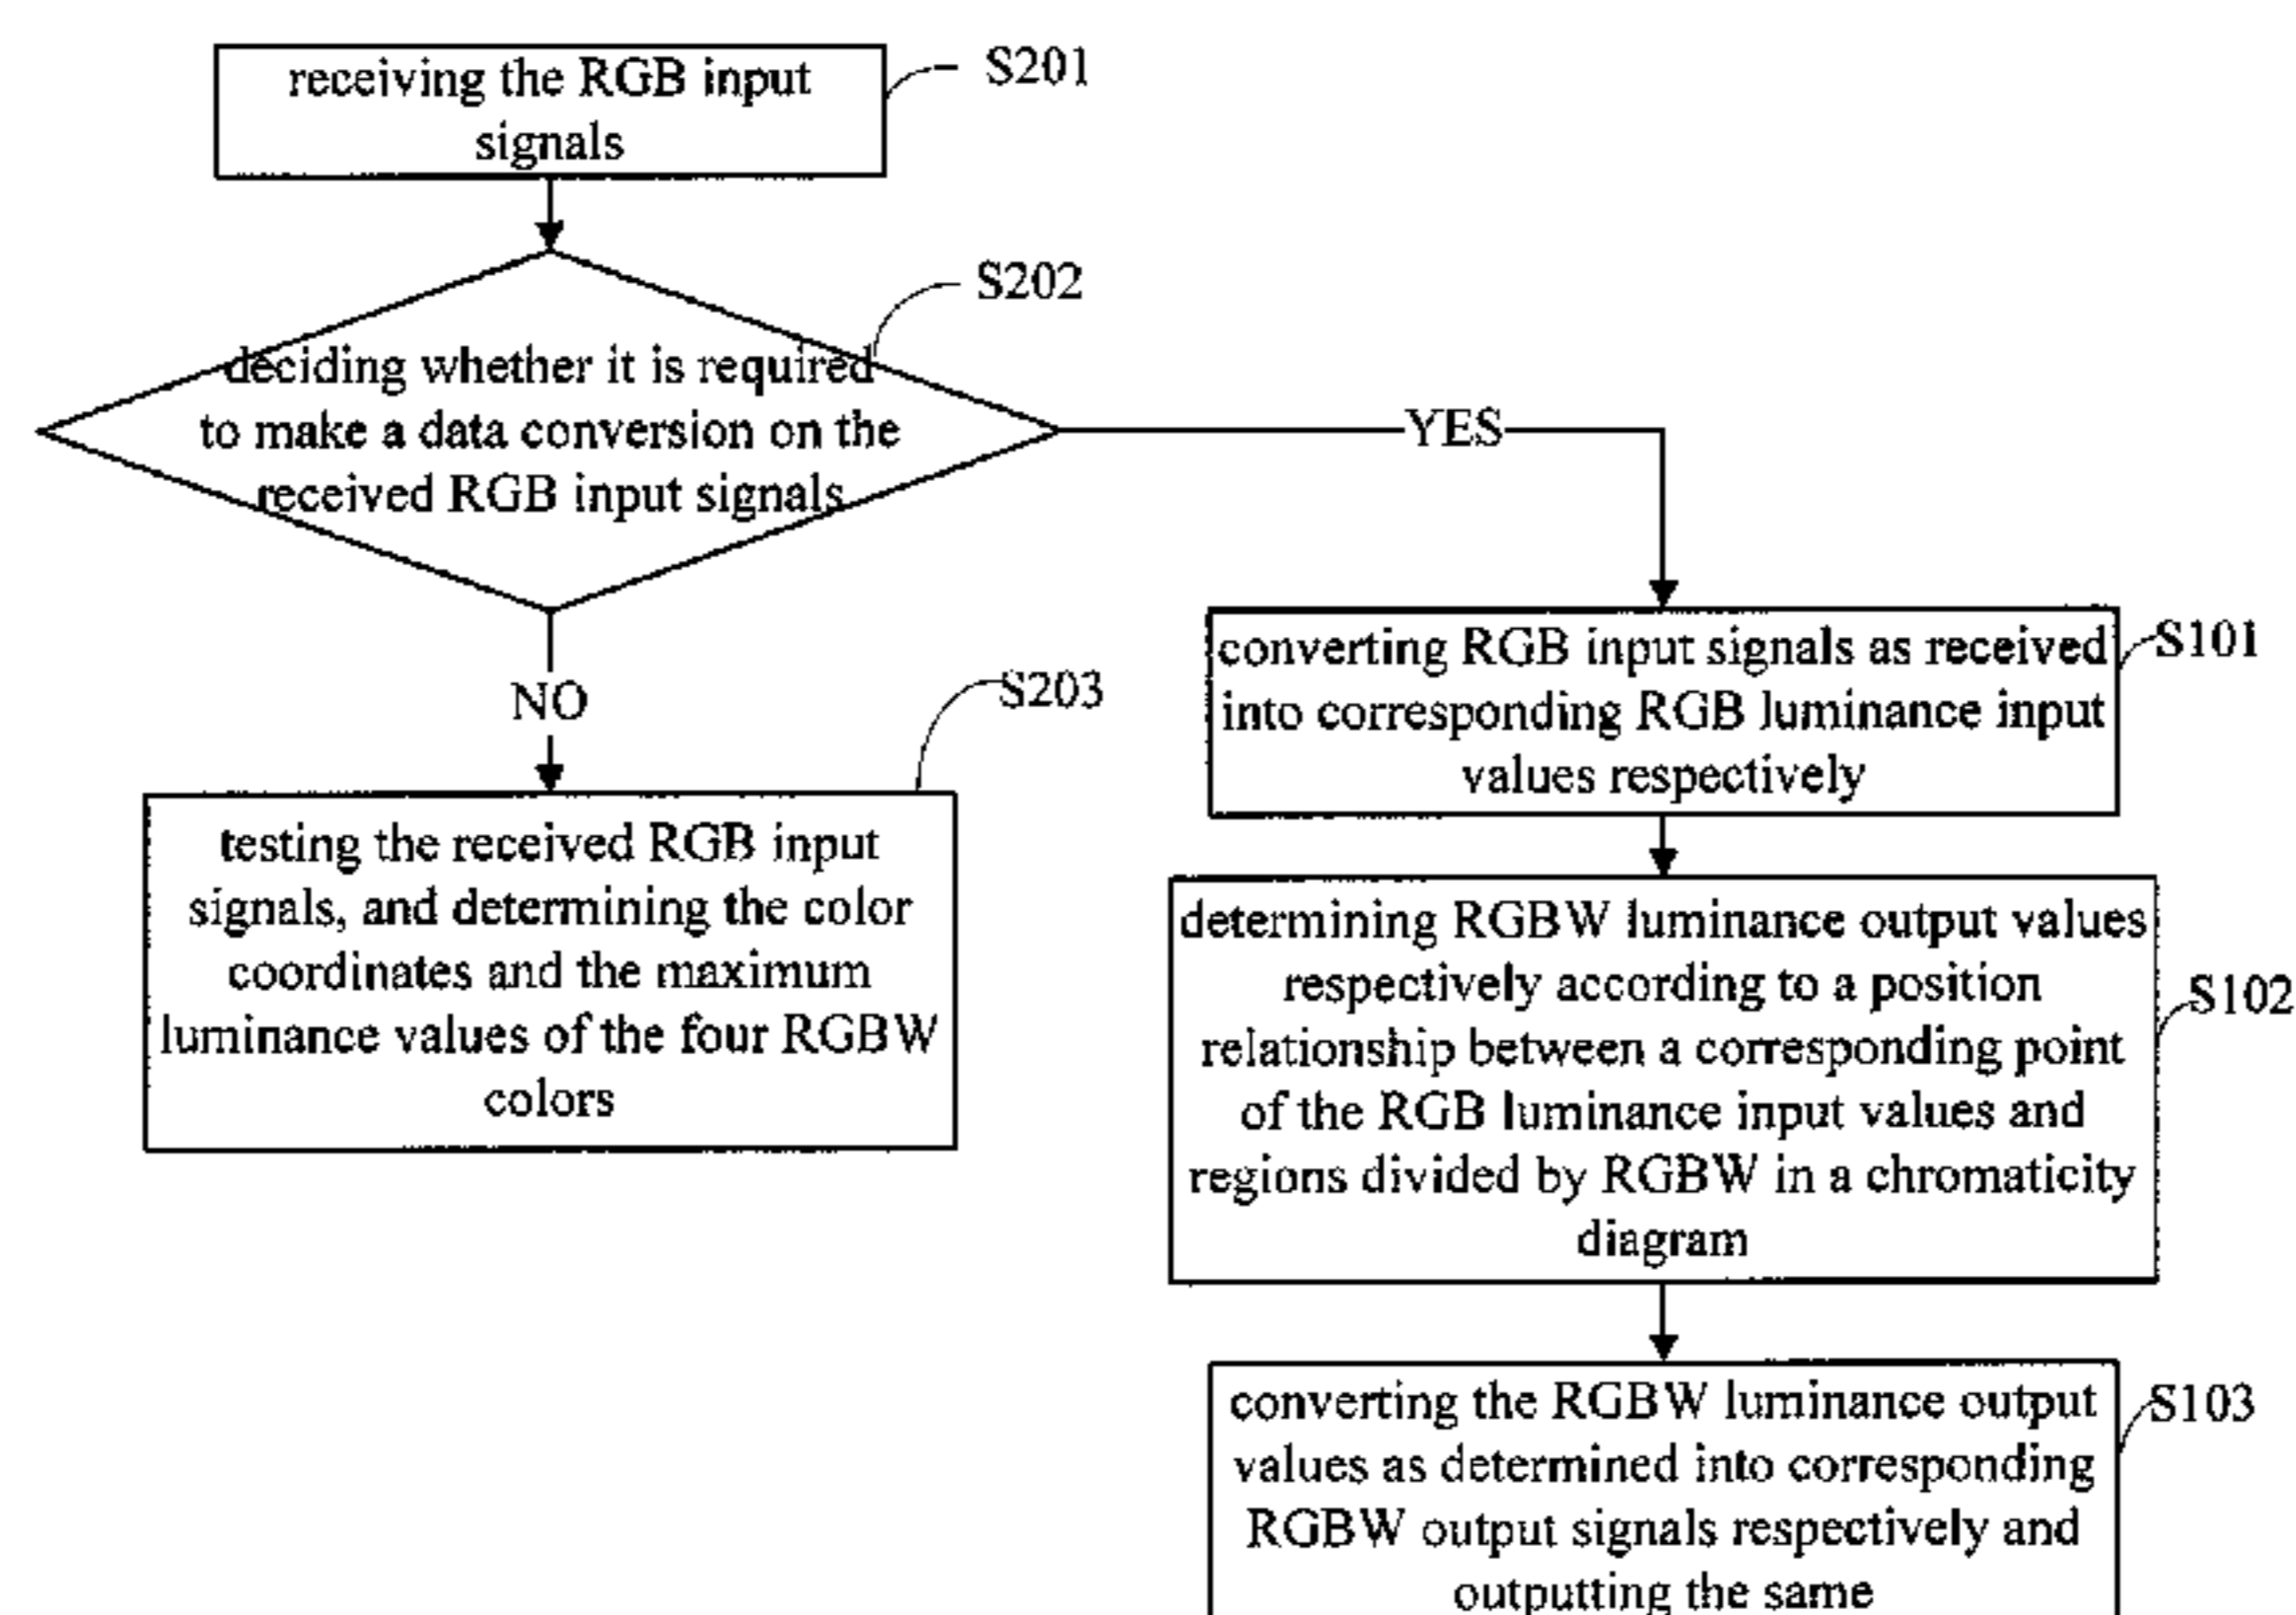 receiving the RGB input
signals
S201
deciding whether it is required
to make a data conversion on the
received RGB input signals
S202
YES
NO
testing the received RGB input
signals, and determining the color
coordinates and the maximum
luminance values of the four RGBW
colors
S203
converting RGB input signals as received
into corresponding RGB luminance input
values respectively
S101
determining RGBW luminance output values
respectively according to a position
relationship between a corresponding point
of the RGB luminance input values and
regions divided by RGBW in a chromaticity
diagram
S102
converting the RGBW luminance output
values as determined into corresponding
RGBW output signals respectively and
outputting the same
S103